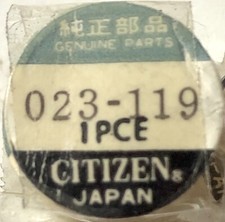 純正部品
GENUINE PARTS
023-119
1PCE
CITIZEN®
JAPAN